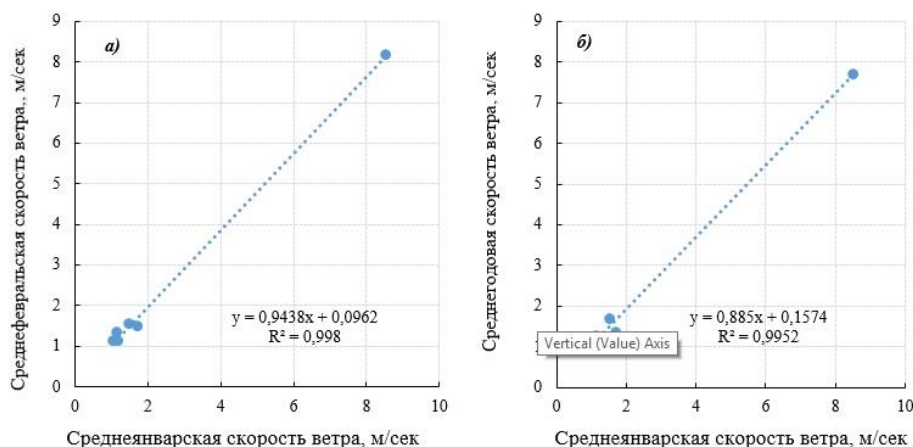 а)
Среднефевральская скорость ветра,, м/сек
9
8
7
6
5
4
3
2
1
0
y = 0,9438x + 0,0962
R² = 0,998
0 2 4 6 8 10
Среднеянварская скорость ветра, м/сек
б)
Среднегодовая скорость ветра, м/сек
9
8
7
6
5
4
3
2
1
0
y = 0,885x + 0,1574
R² = 0,9952
Vertical (Value) Axis
0 2 4 6 8 10
Среднеянварская скорость ветра, м/сек